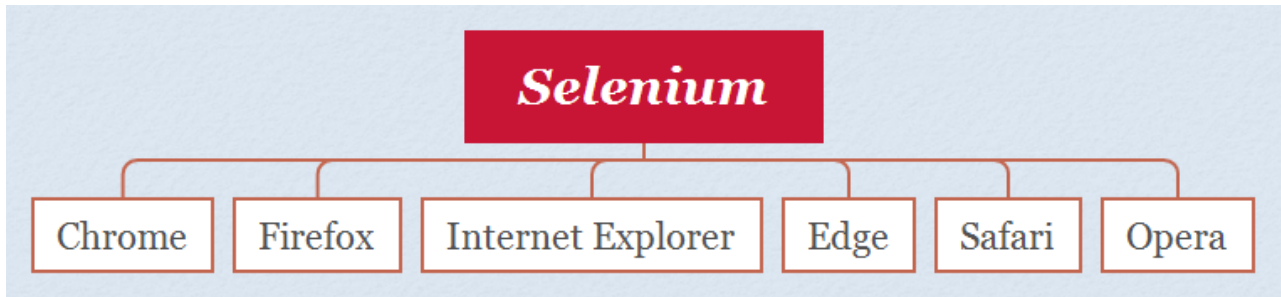 Selenium
Chrome
Firefox
Internet Explorer
Edge
Safari
Opera